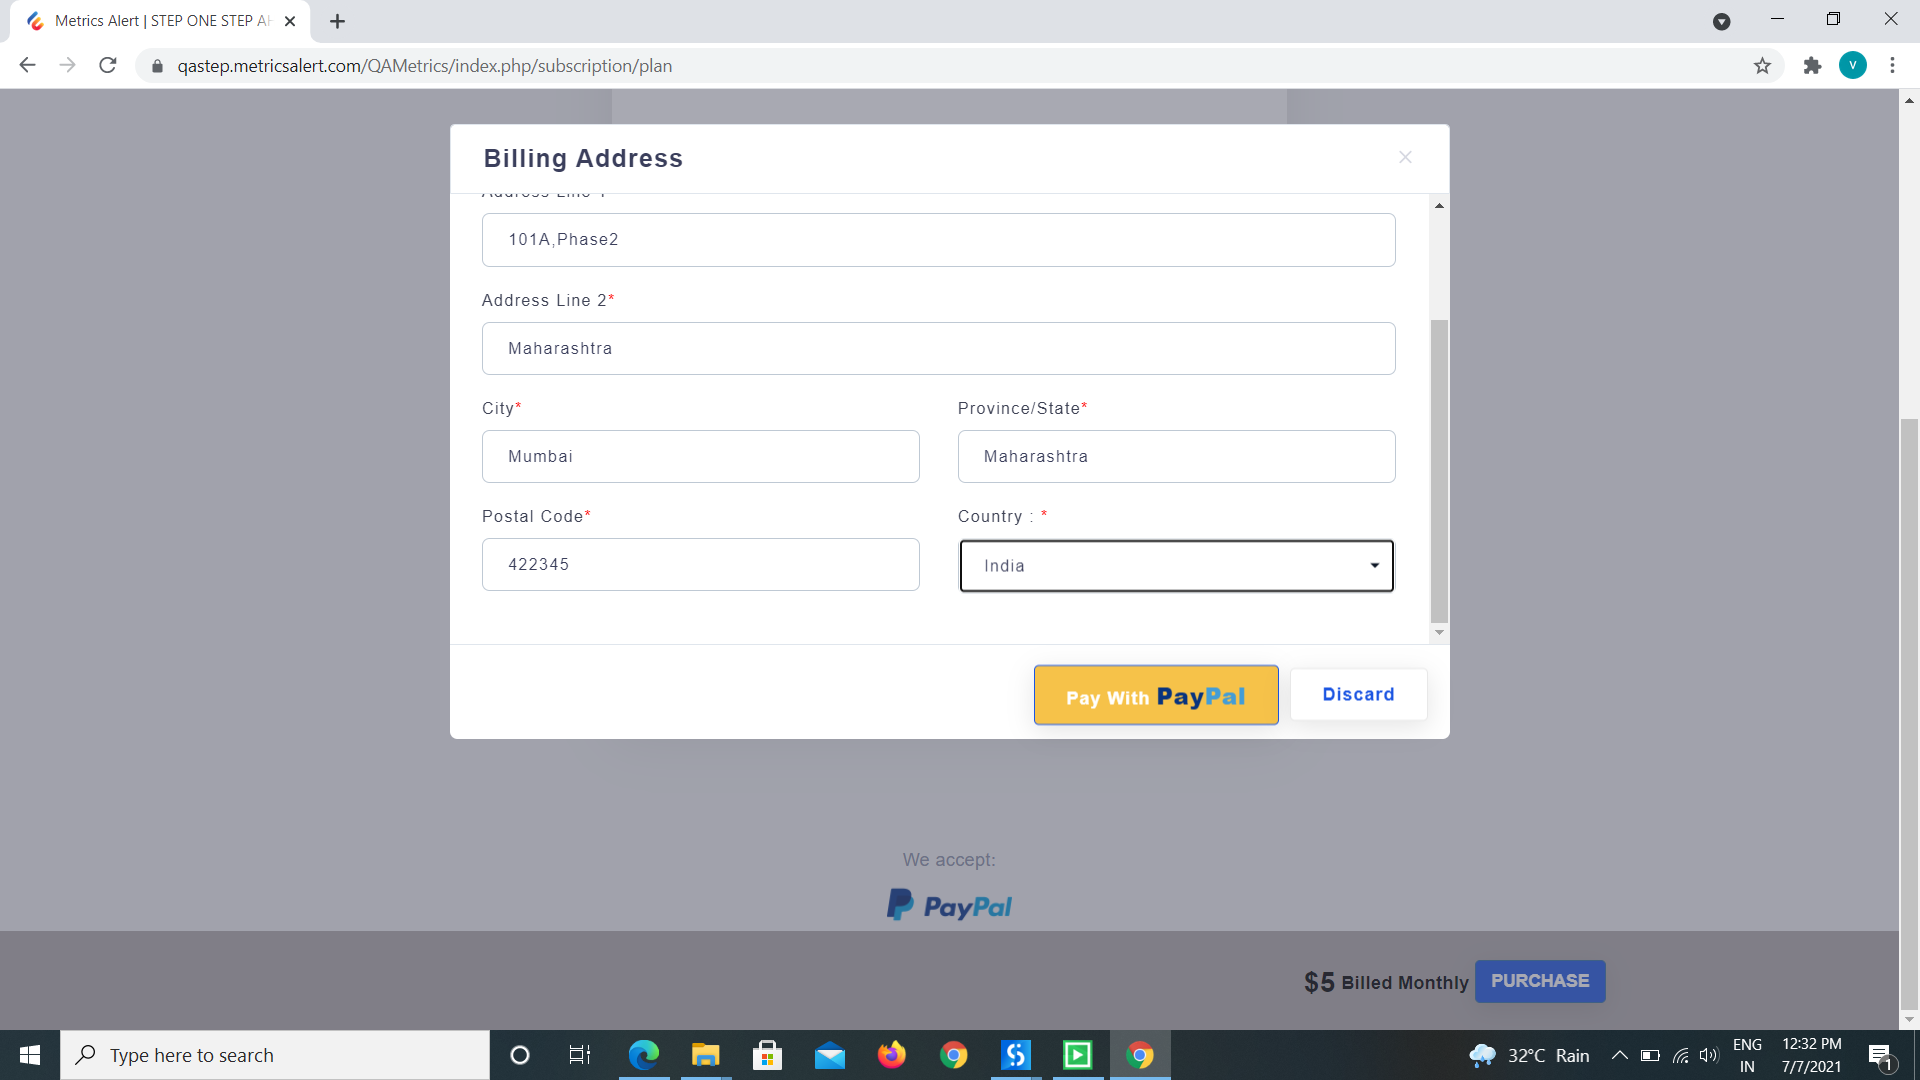 Metrics Alert | STEP ONE STEP AH
V
qastep.metricsalert.com/QAMetrics/index.php/subscription/plan
Billing Address
Address Line 1
101A,Phase2
Address Line 2*
Maharashtra
City*
Province/State*
Mumbai
Maharashtra
Postal Code*
Country : *
422345
India
Pay With PayPal
Discard
We accept:
PayPal
$5 Billed Monthly
PURCHASE
Type here to search
32°C Rain
ENG
IN
12:32 PM
7/7/2021
1